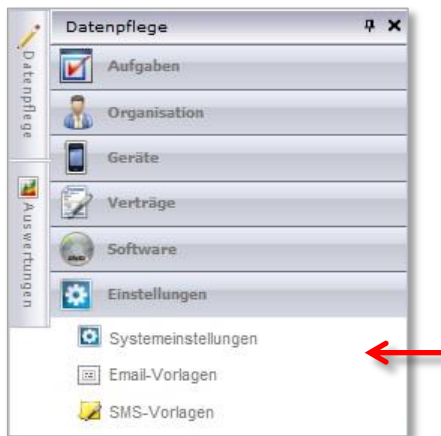 Datenpflege
Datenpflege
Auswertungen
Aufgaben
Organisation
Geräte
Verträge
Software
Einstellungen
Systemeinstellungen
Email-Vorlagen
SMS-Vorlagen